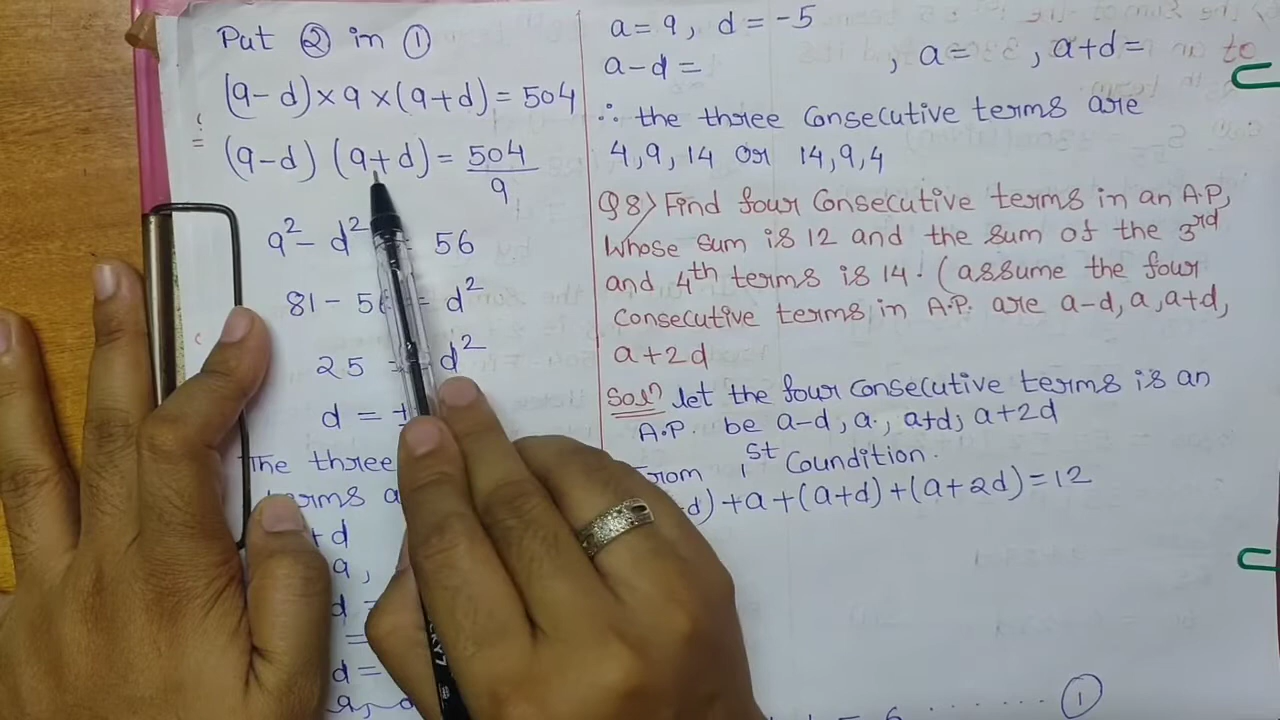 Put ② in ①
(9-d)×9×(9+d)=504
(9-d) (9+d)= 504/9
9²- d² = 56
81- 56 = d²
25 = d²
d = ±
The three
terms a
+d
9,
d =
=
d =
a=9, d=-5
a-d= , a= , a+d=
∴ the three Consecutive terms are
4,9,14 or 14,9,4
Q8) Find four Consecutive terms in an A.P,
Whose sum is 12 and the sum of the 3rd
and 4th terms is 14. (assume the four
Consecutive terms in A.P. are a-d, a, a+d,
a+2d
Solⁿ let the four Consecutive terms is an
A.P. be a-d, a, a+d, a+2d
From 1st Coundition.
d)+a+(a+d)+(a+2d)=12
= 6 ....... ①